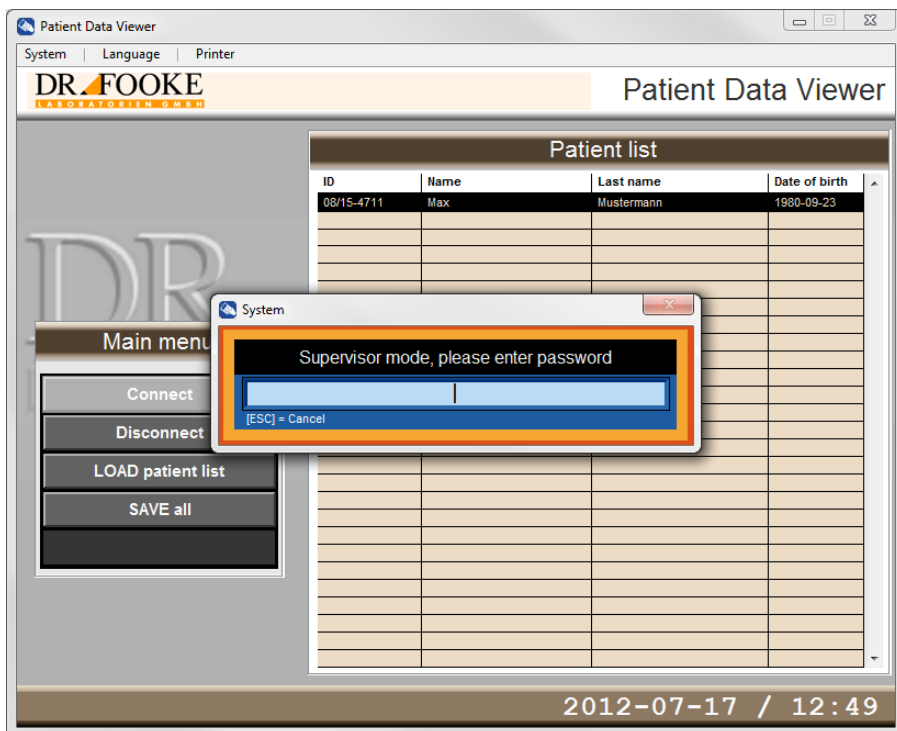 Patient Data Viewer
System | Language | Printer
DR. FOOKE
LABORATORIEN GMBH
Patient Data Viewer
Patient list
ID Name Last name Date of birth
08/15-4711 Max Mustermann 1980-09-23
DR
System
Main menu
Supervisor mode, please enter password
[ESC] = Cancel
Connect
Disconnect
LOAD patient list
SAVE all
2012-07-17 / 12:49